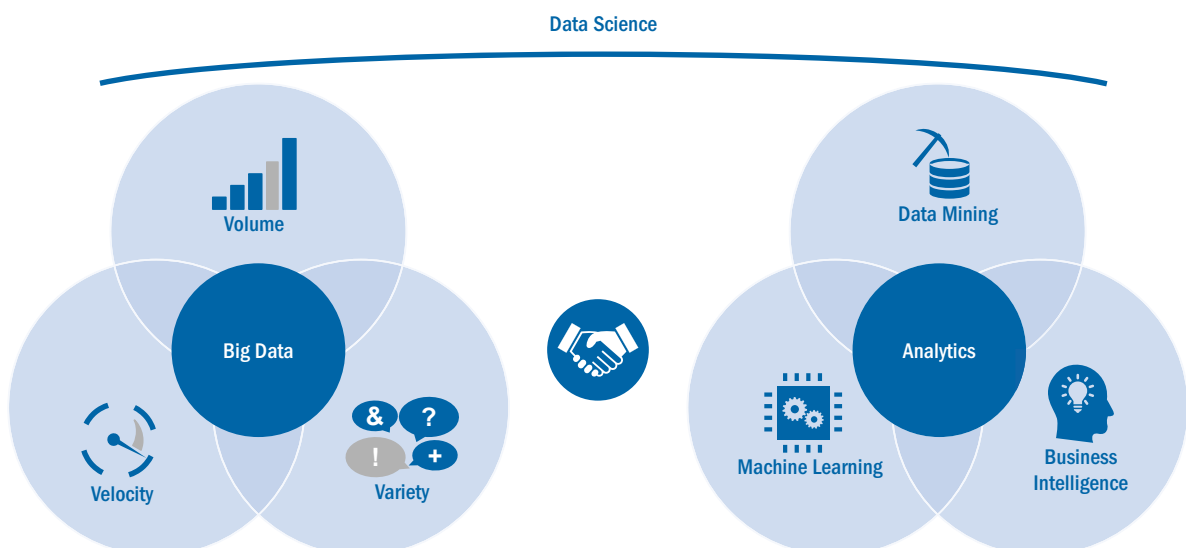 Data Science
Volume
Big Data
Velocity
&
?
!
+
Variety
Data Mining
Analytics
Machine Learning
Business
Intelligence